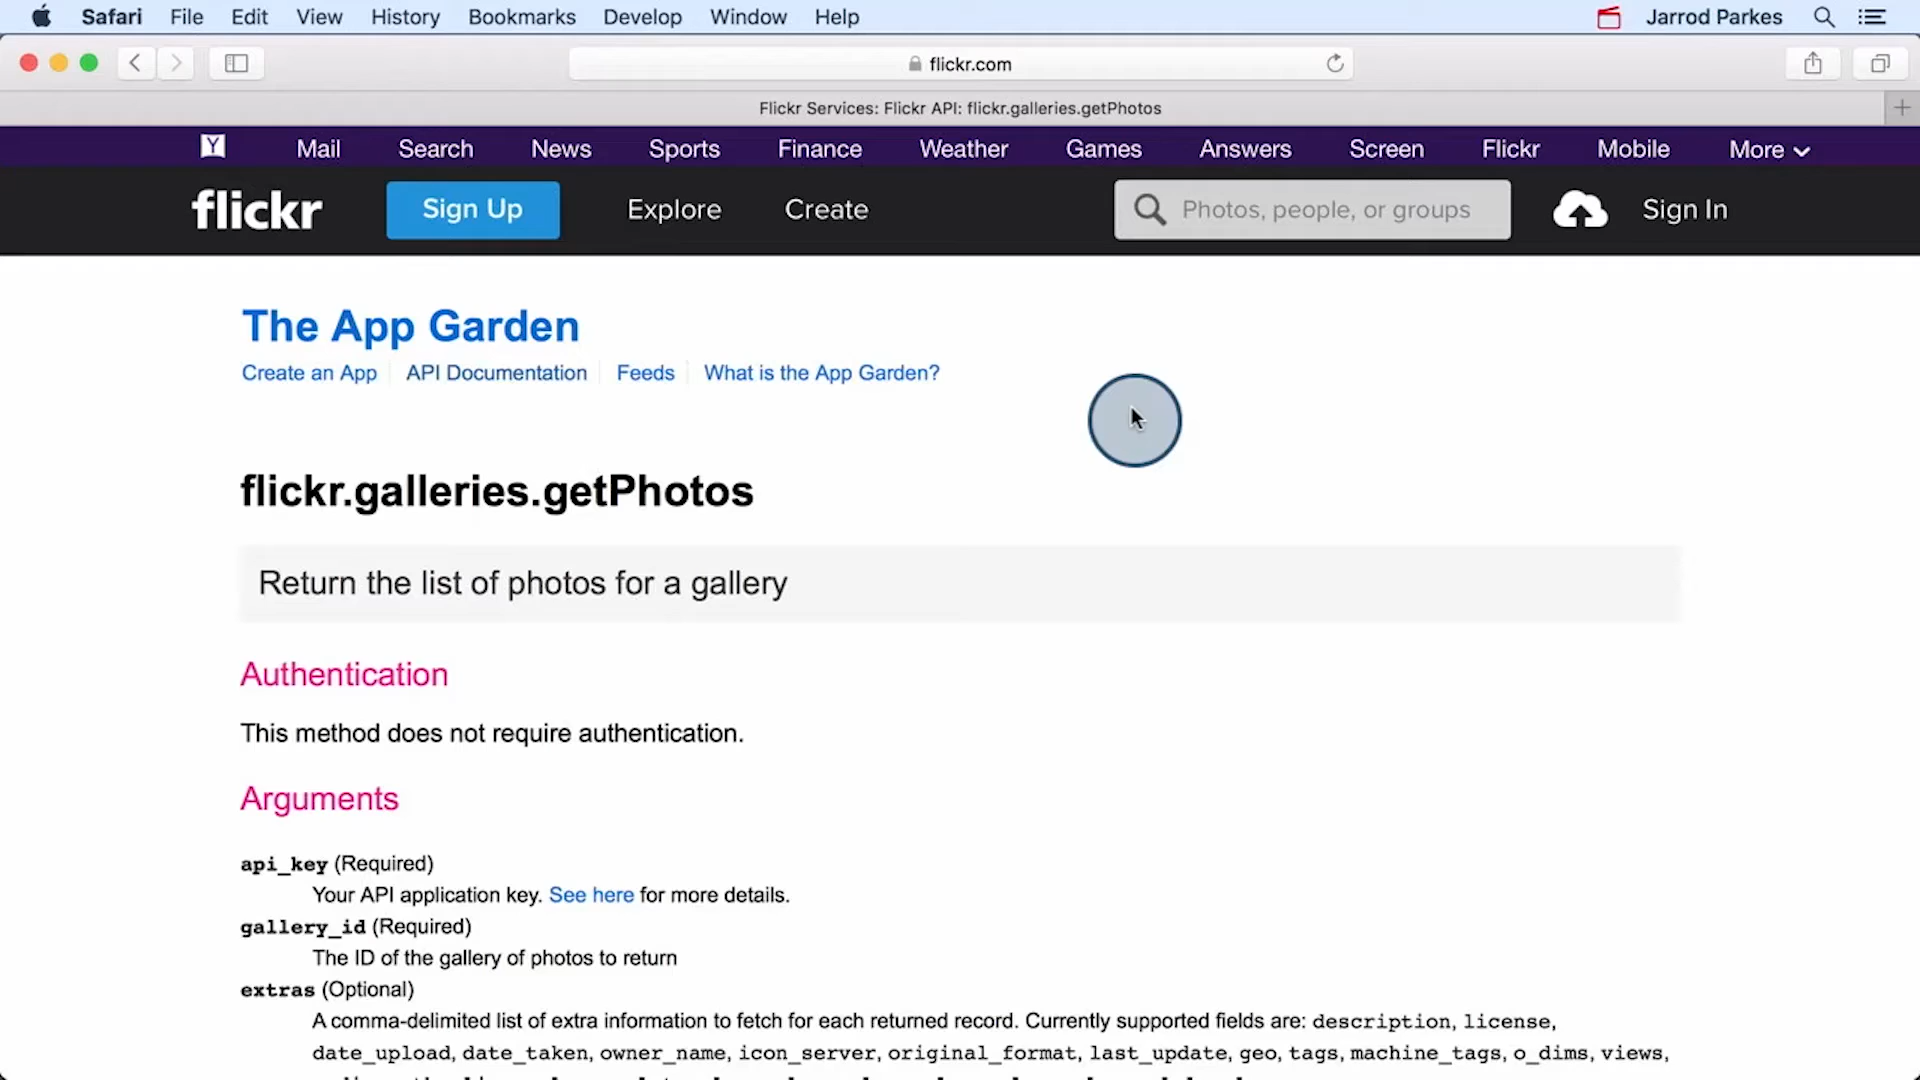 Safari File Edit View History Bookmarks Develop Window Help Jarrod Parkes
flickr.com
Flickr Services: Flickr API: flickr.galleries.getPhotos
Y Mail Search News Sports Finance Weather Games Answers Screen Flickr Mobile More
flickr Sign Up Explore Create Photos, people, or groups Sign In
The App Garden
Create an App API Documentation Feeds What is the App Garden?
flickr.galleries.getPhotos
Return the list of photos for a gallery
Authentication
This method does not require authentication.
Arguments
api_key (Required)
Your API application key. See here for more details.
gallery_id (Required)
The ID of the gallery of photos to return
extras (Optional)
A comma-delimited list of extra information to fetch for each returned record. Currently supported fields are: description, license,
date_upload, date_taken, owner_name, icon_server, original_format, last_update, geo, tags, machine_tags, o_dims, views,